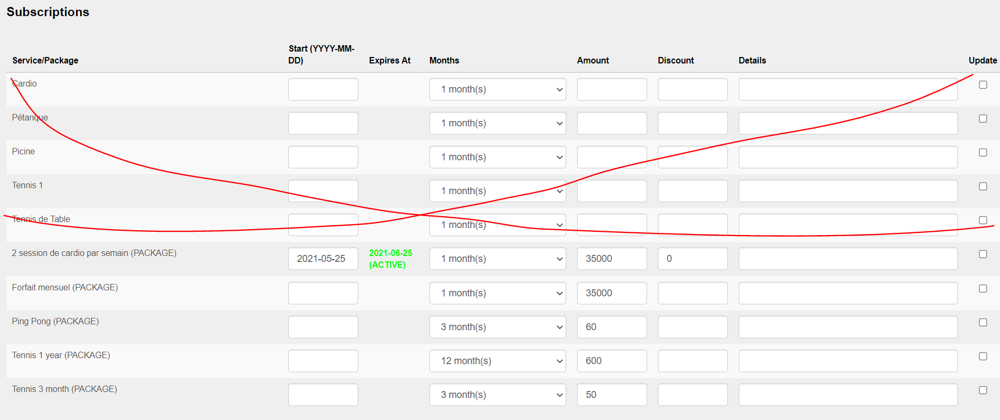 Subscriptions
Service/Package Start (YYYY-MM-DD) Expires At Months Amount Discount Details Update
Cardio 1 month(s)
Pétanque 1 month(s)
Picine 1 month(s)
Tennis 1 1 month(s)
Tennis de Table 1 month(s)
2 session de cardio par semain (PACKAGE) 2021-05-25 2021-06-25 (ACTIVE) 1 month(s) 35000 0
Forfait mensuel (PACKAGE) 1 month(s) 35000
Ping Pong (PACKAGE) 3 month(s) 60
Tennis 1 year (PACKAGE) 12 month(s) 600
Tennis 3 month (PACKAGE) 3 month(s) 50